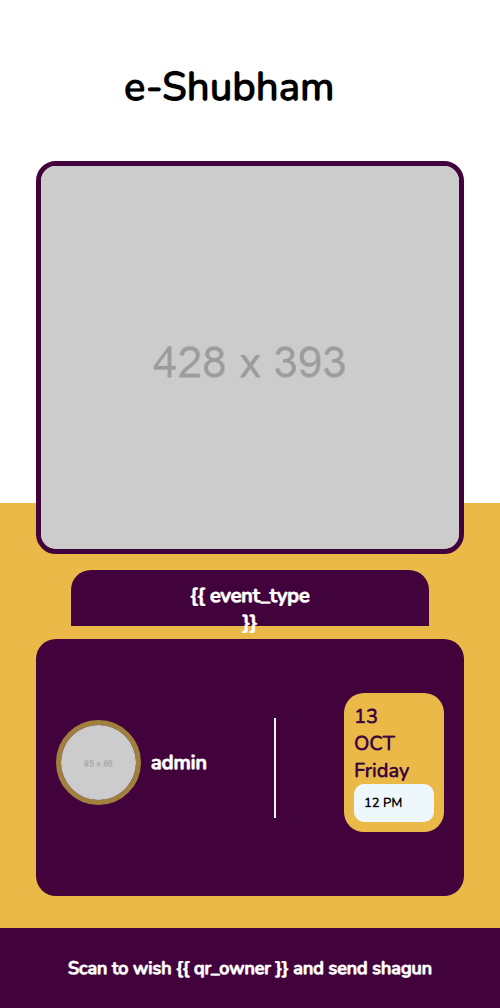 e-Shubham
428 x 393
{{ event_type
}}
85 x 85
admin
13
OCT
Friday
12 PM
Scan to wish {{ qr_owner }} and send shagun